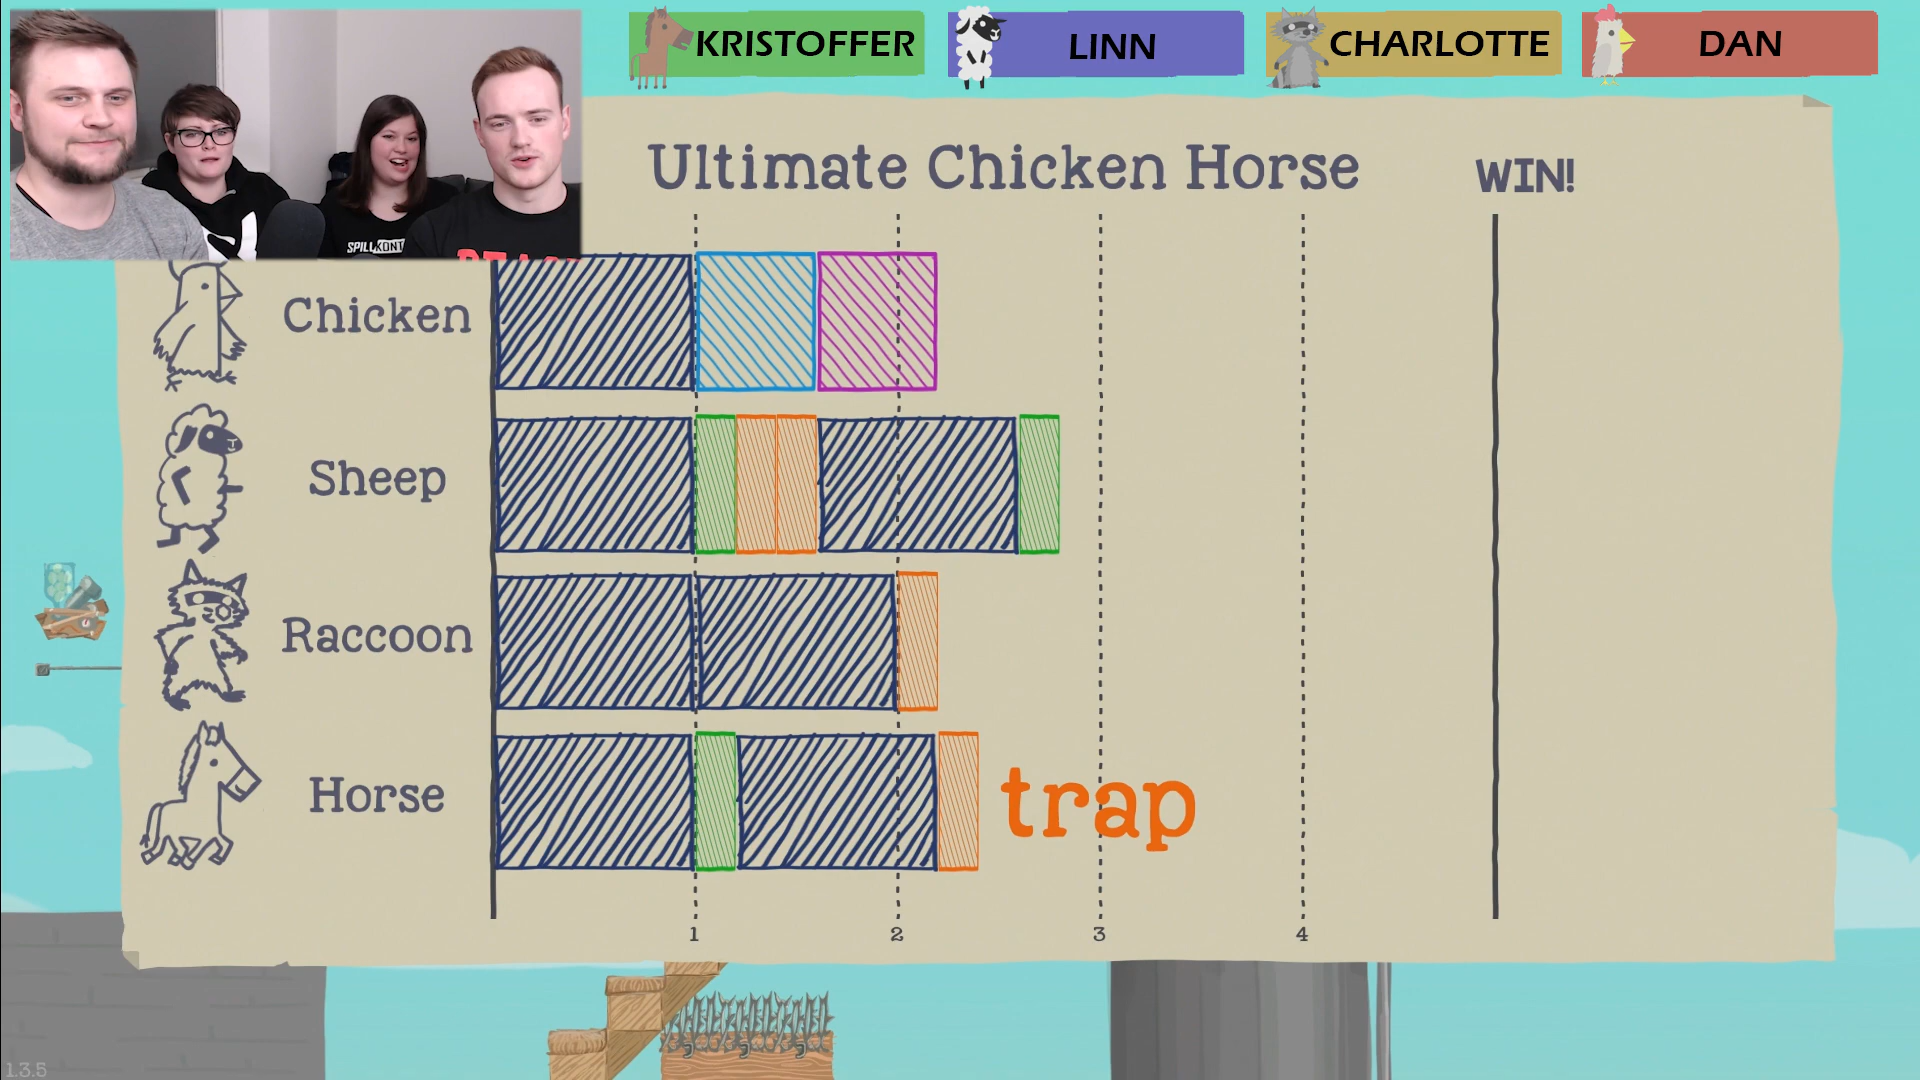 KRISTOFFER
LINN
CHARLOTTE
DAN
Ultimate Chicken Horse
WIN!
Chicken
Sheep
Raccoon
Horse
trap
1
2
3
4
1.3.5